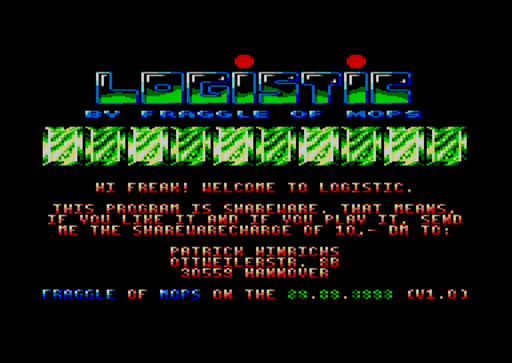 LOGISTIC
BY FRAGGLE OF MOPS
HI FREAK! WELCOME TO LOGISTIC.
THIS PROGRAM IS SHAREWARE. THAT MEANS,
IF YOU LIKE IT AND IF YOU PLAY IT, SEND
ME THE SHAREWARECHARGE OF 10,- DM TO:
PATRICK HINRICHS
OTTWEILERSTR. 8B
30559 HANNOVER
FRAGGLE OF MOPS ON THE (V1.0)